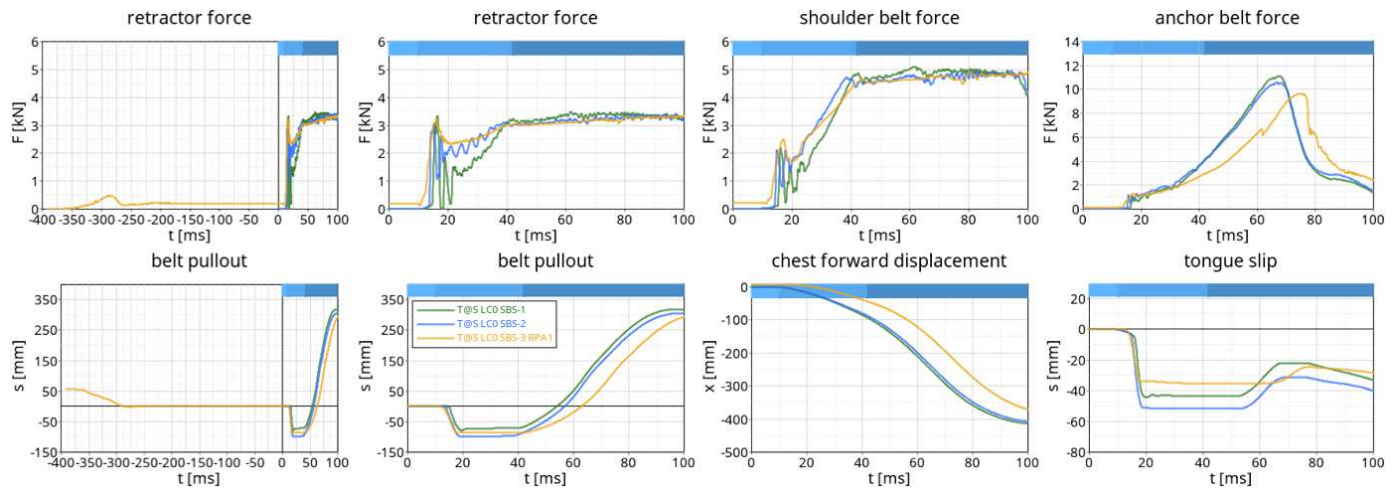 retractor force
retractor force
shoulder belt force
anchor belt force
6
5
4
3
2
1
0
F [kN]
-400-350-300-250-200-150-100-50 0 50 100
t [ms]
6
5
4
3
2
1
0
F [kN]
0 20 40 60 80 100
t [ms]
6
5
4
3
2
1
0
F [kN]
0 20 40 60 80 100
t [ms]
14
12
10
8
6
4
2
0
F [kN]
0 20 40 60 80 100
t [ms]
belt pullout
belt pullout
chest forward displacement
tongue slip
350
250
150
50
-50
-150
s [mm]
-400-350-300-250-200-150-100-50 0 50 100
t [ms]
350
250
150
50
-50
-150
s [mm]
T@S LC0 SBS-1
T@S LC0 SBS-2
T@S LC0 SBS-3 RPA1
0 20 40 60 80 100
t [ms]
0
-100
-200
-300
-400
-500
x [mm]
0 20 40 60 80 100
t [ms]
20
0
-20
-40
-60
-80
s [mm]
0 20 40 60 80 100
t [ms]